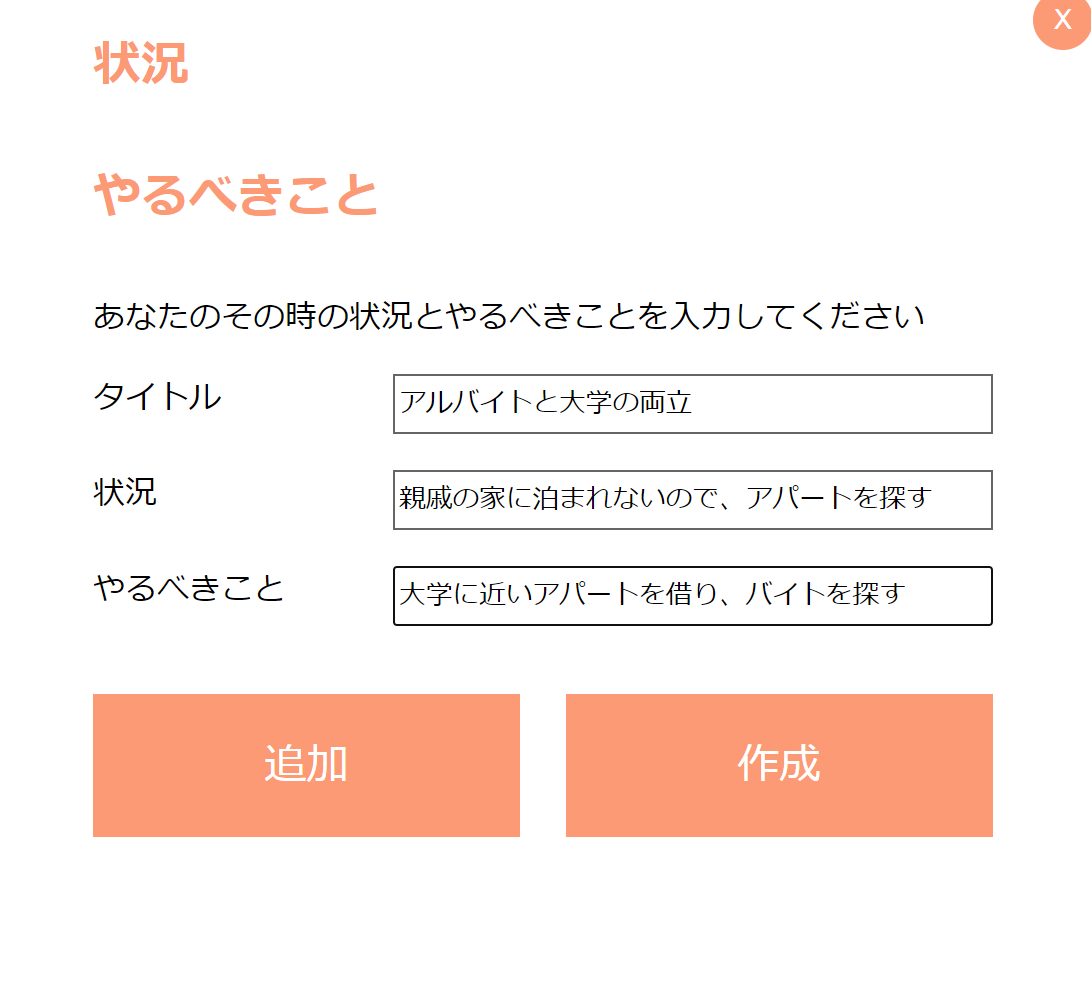 X
状況
やるべきこと
あなたのその時の状況とやるべきことを入力してください
タイトル
アルバイトと大学の両立
状況
親戚の家に泊まれないので、アパートを探す
やるべきこと
大学に近いアパートを借り、バイトを探す
追加
作成